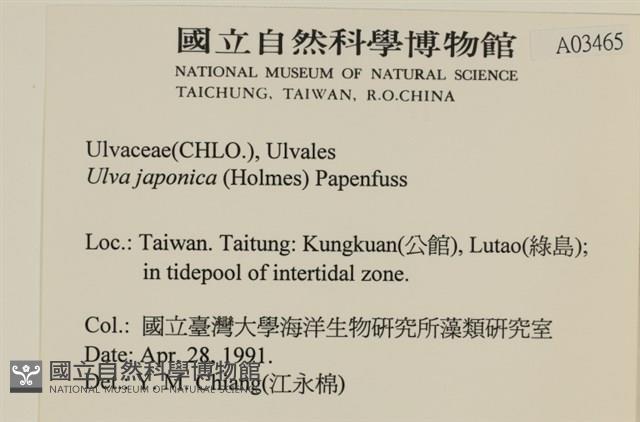 國立自然科學博物館
A03465
NATIONAL MUSEUM OF NATURAL SCIENCE
TAICHUNG, TAIWAN, R.O.CHINA
Ulvaceae(CHLO.), Ulvales
Ulva japonica (Holmes) Papenfuss
Loc.: Taiwan. Taitung: Kungkuan(公館), Lutao(綠島);
in tidepool of intertidal zone.
Col.: 國立臺灣大學海洋生物研究所藻類研究室
Date: Apr. 28, 1991.
國立自然科學博物館
Det.: Y. M. Chiang(江永棉)
NATIONAL MUSEUM OF NATURAL SCIENCE